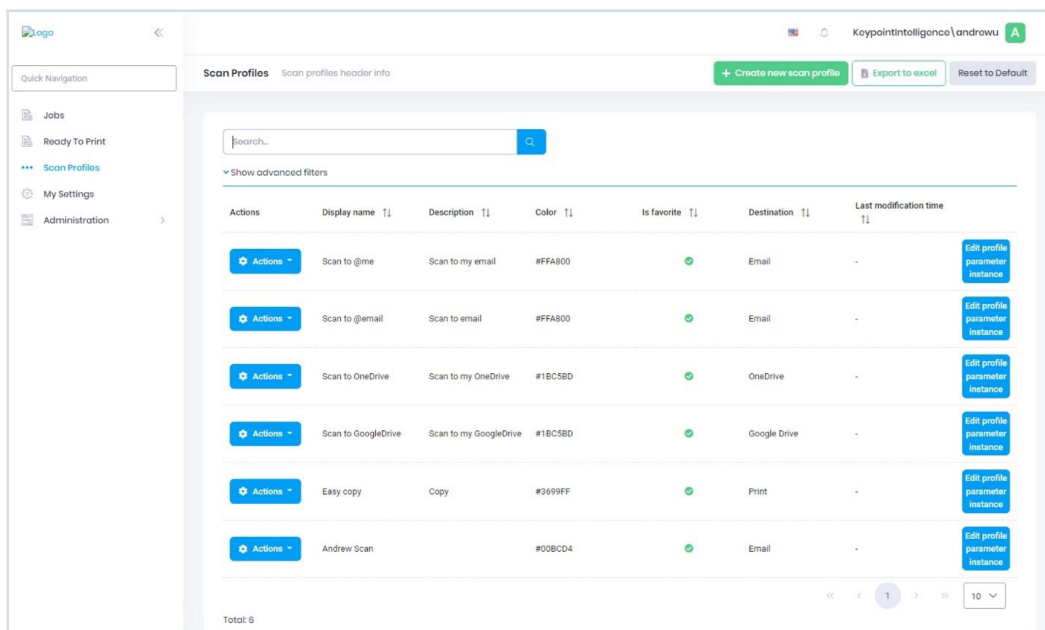 Logo
KeypointIntelligence\andrewu A
Quick Navigation
Scan Profiles Scan profiles header info
+ Create new scan profile Export to excel Reset to Default
Jobs
Ready To Print
Scan Profiles
My Settings
Administration
Search...
Show advanced filters
Actions Display name Description Color Is favorite Destination Last modification time
Actions Scan to @me Scan to my email #FFA800 Email - Edit profile parameter instance
Actions Scan to @email Scan to email #FFA800 Email - Edit profile parameter instance
Actions Scan to OneDrive Scan to my OneDrive #1BC5BD OneDrive - Edit profile parameter instance
Actions Scan to GoogleDrive Scan to my GoogleDrive #1BC5BD Google Drive - Edit profile parameter instance
Actions Easy copy Copy #3699FF Print - Edit profile parameter instance
Actions Andrew Scan #00BCD4 Email - Edit profile parameter instance
1 10
Total: 6